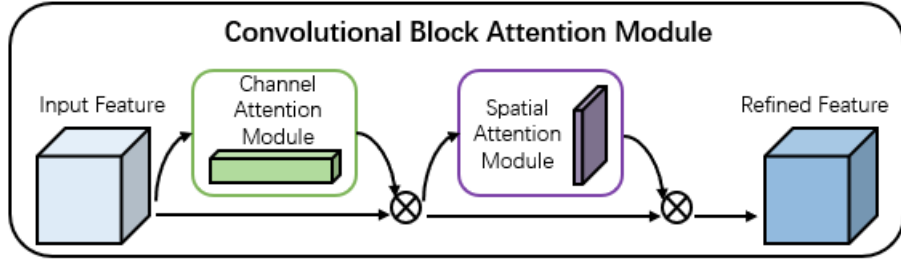 Convolutional Block Attention Module
Input Feature
Channel
Attention
Module
Spatial
Attention
Module
Refined Feature